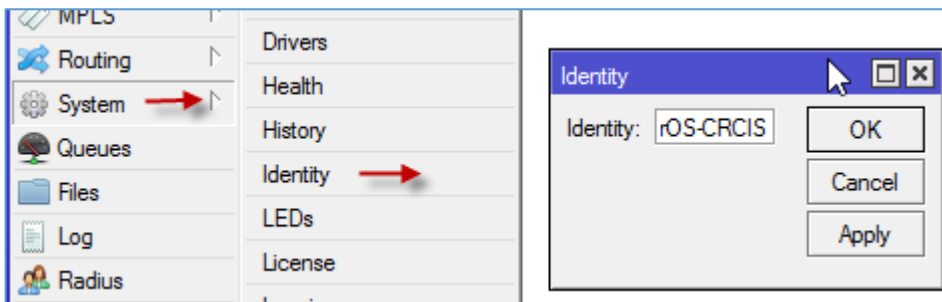 MPLS
Routing
System
Queues
Files
Log
Radius
Drivers
Health
History
Identity
LEDs
License
Identity
Identity: rOS-CRCIS
OK
Cancel
Apply